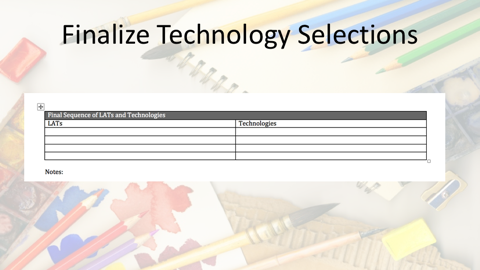 Finalize Technology Selections
Final Sequence of LATs and Technologies
LATs Technologies
Notes: